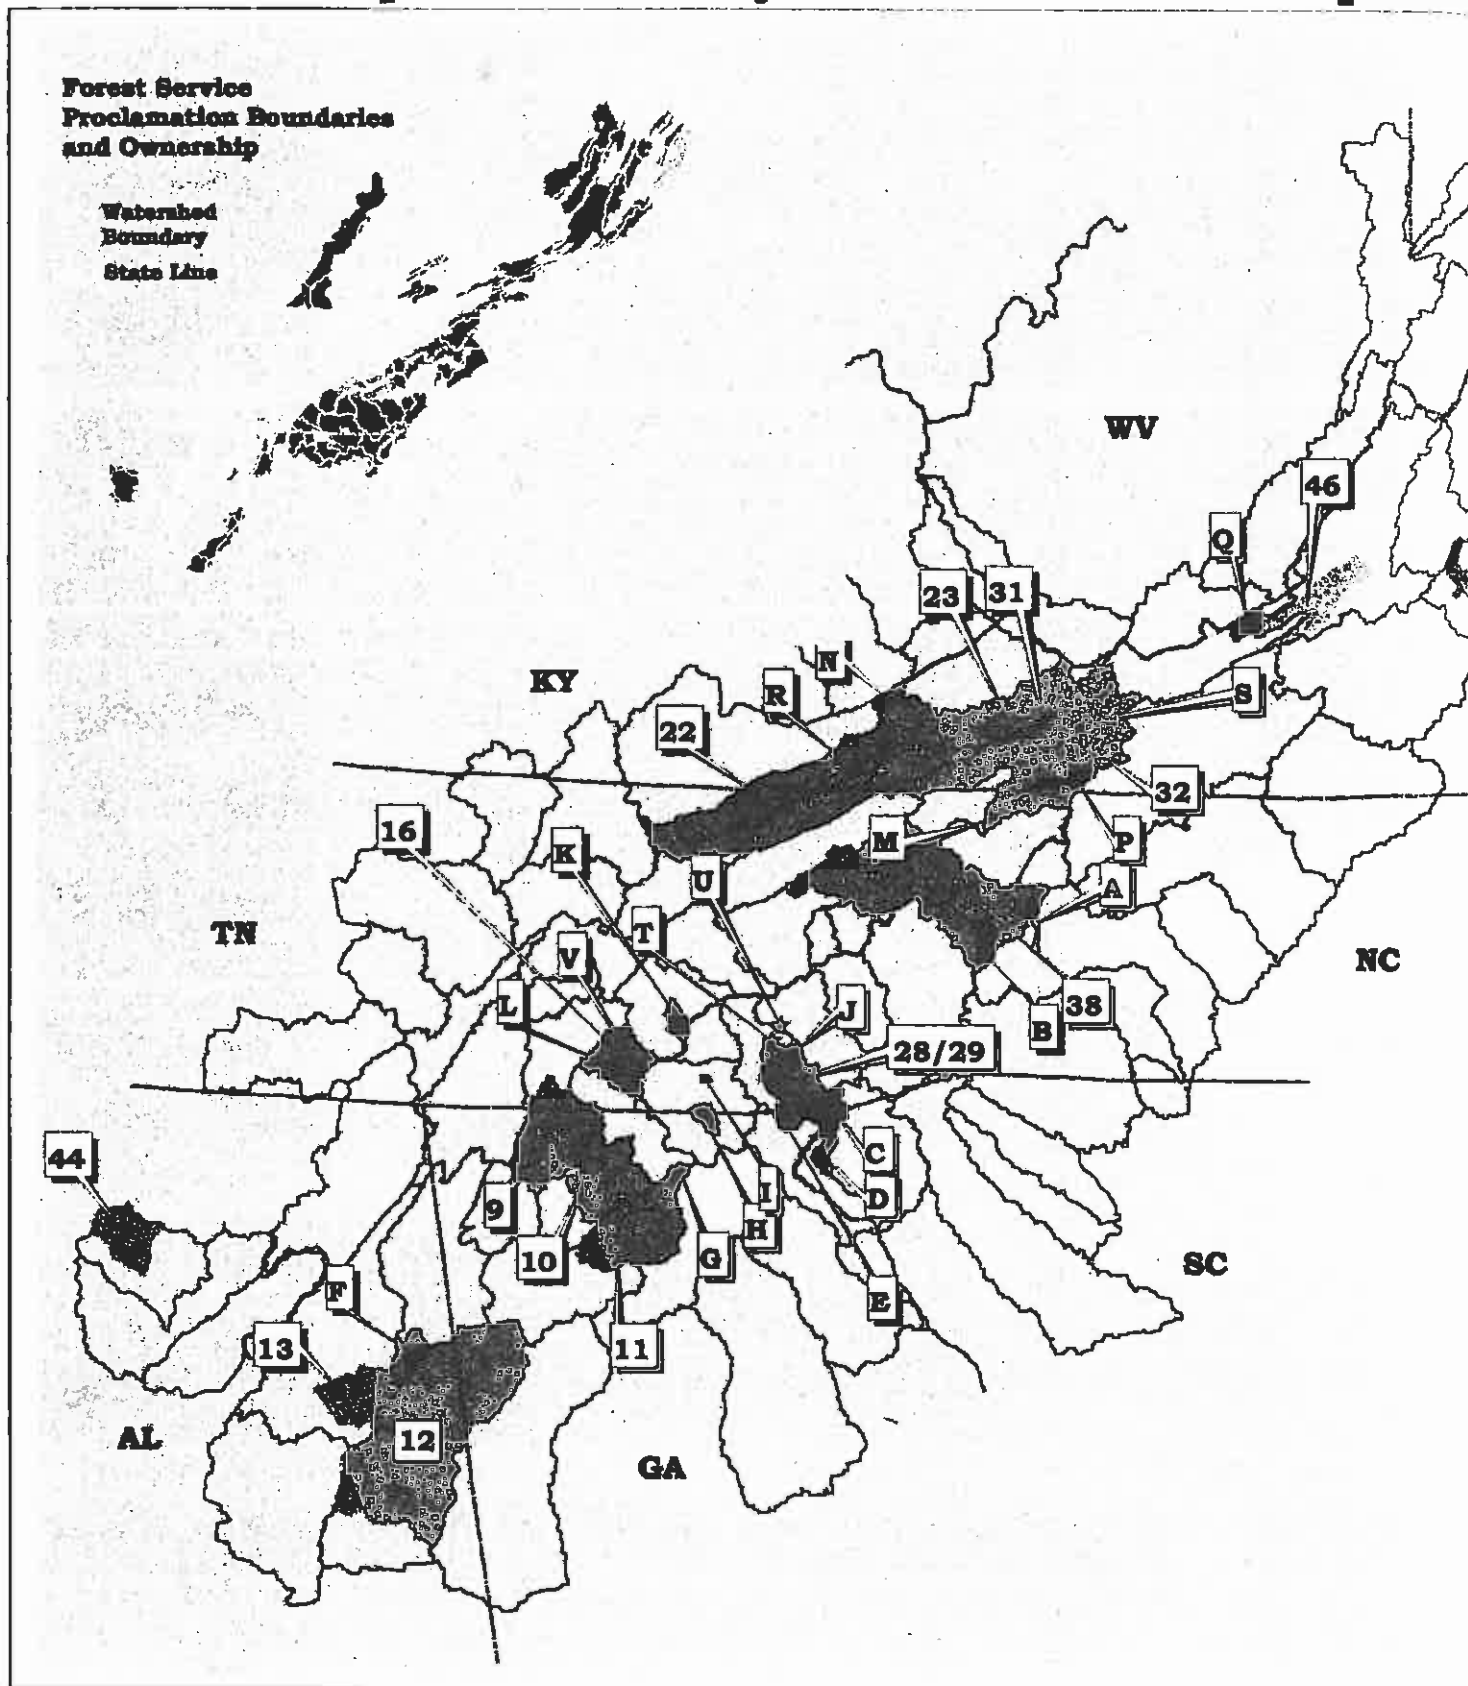 Forest Service
Proclamation Boundaries
and Ownership
Watershed
Boundary
State Line
WV
46
Q
23
31
KY
N
R
S
22
32
16
K
M
P
U
A
TN
T
V
NC
L
J
38
B
28/29
44
C
I
D
9
H
10
G
SC
F
E
13
11
AL
12
GA